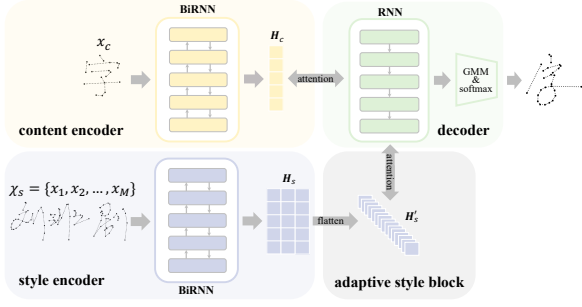 BiRNN
RNN
x_c
H_c
attention
GMM & softmax
content encoder
decoder
χ_s = {x_1, x_2, ..., x_M}
H_s
attention
flatten
H'_s
BiRNN
style encoder
adaptive style block
字